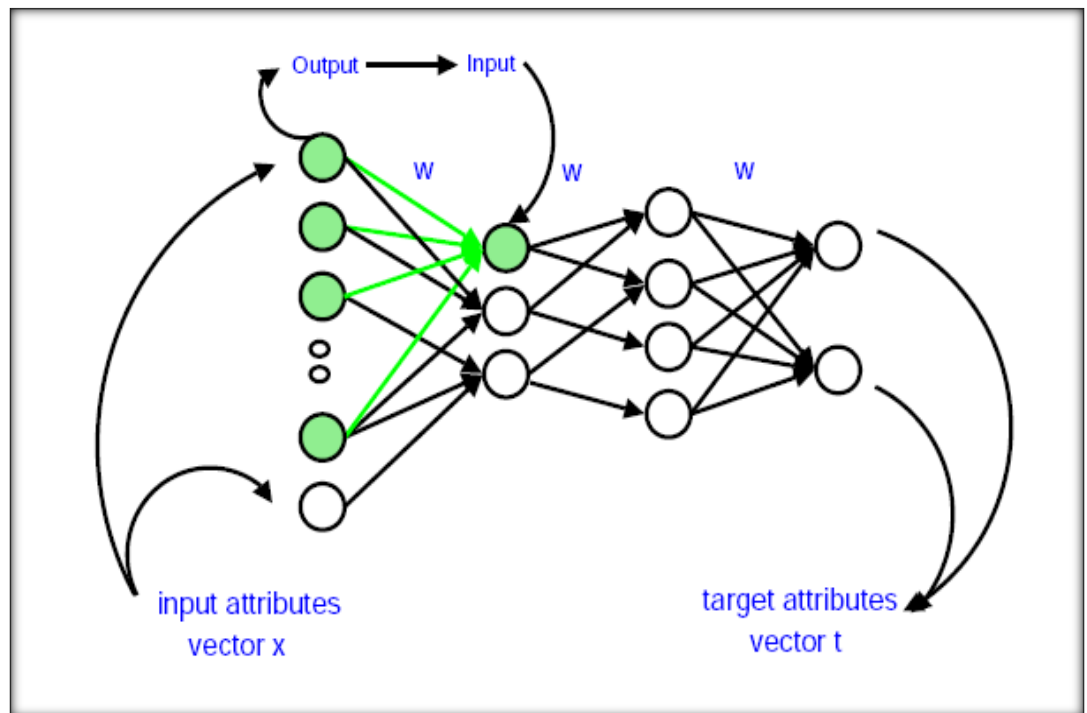 Output
Input
w
w
w
input attributes
vector x
target attributes
vector t